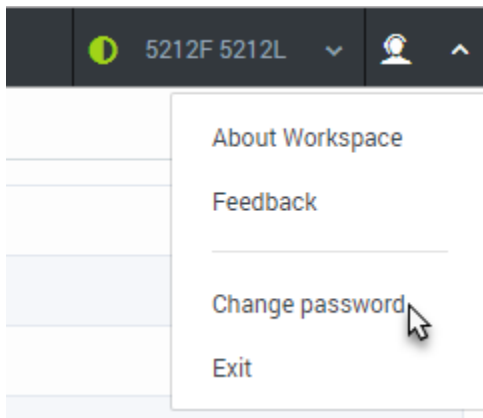 5212F 5212L
About Workspace
Feedback
Change password
Exit